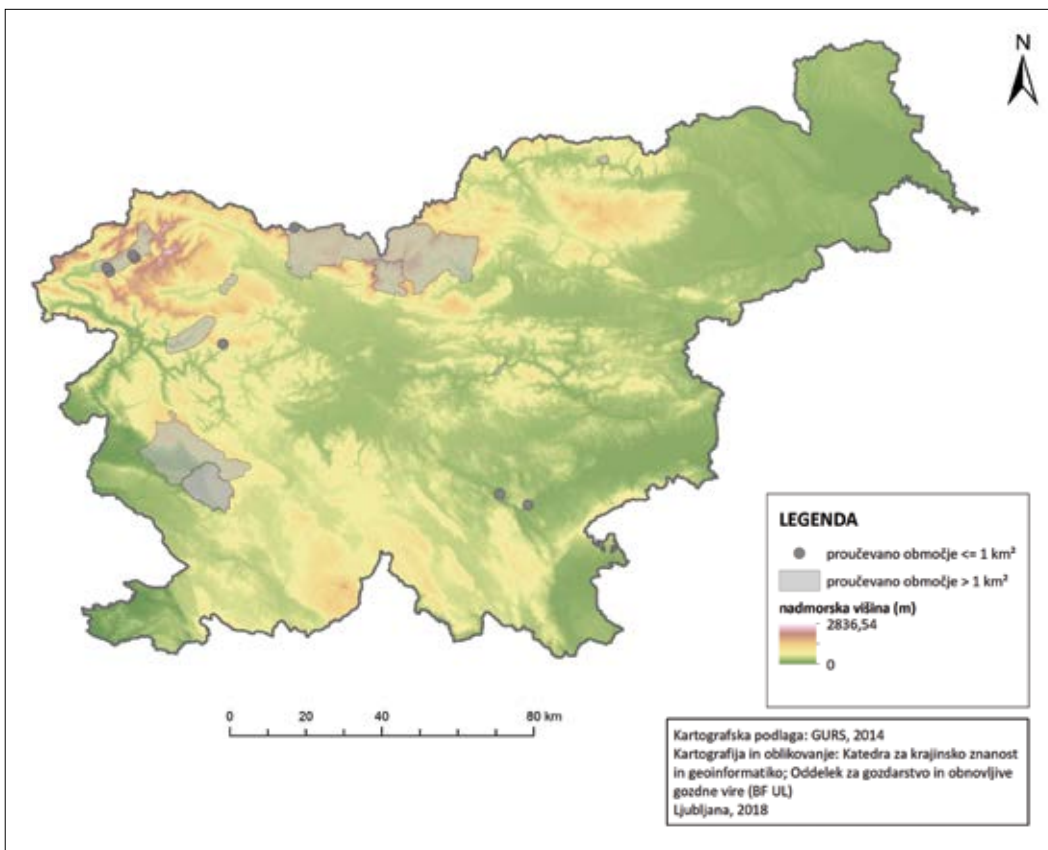 N
LEGENDA
proučevano območje <= 1 km²
proučevano območje > 1 km²
nadmorska višina (m)
2836,54
0
0 20 40 80 km
Kartografska podlaga: GURS, 2014
Kartografija in oblikovanje: Katedra za krajinsko znanost
in geoinformatiko; Oddelek za gozdarstvo in obnovljive
gozdne vire (BF UL)
Ljubljana, 2018